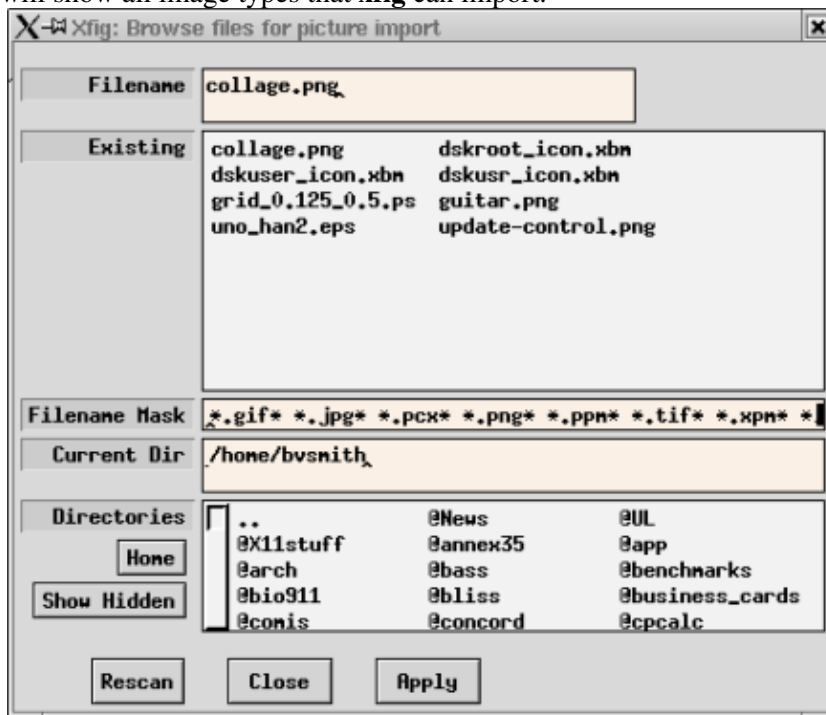 will show all image types that xfig can import.
Xfig: Browse files for picture import
Filename collage.png
Existing collage.png dskroot_icon.xbm
dskuser_icon.xbm dskusr_icon.xbm
grid_0.125_0.5.ps guitar.png
uno_han2.eps update-control.png
Filename Mask *.gif* *.jpg* *.pcx* *.png* *.ppm* *.tif* *.xpm* *
Current Dir /home/bvsmith
Directories .. @News @UL
@X11stuff @annex35 @app
Home @arch @bass @benchmarks
Show Hidden @bio911 @bliss @business_cards
@comis @concord @cpcalc
Rescan Close Apply